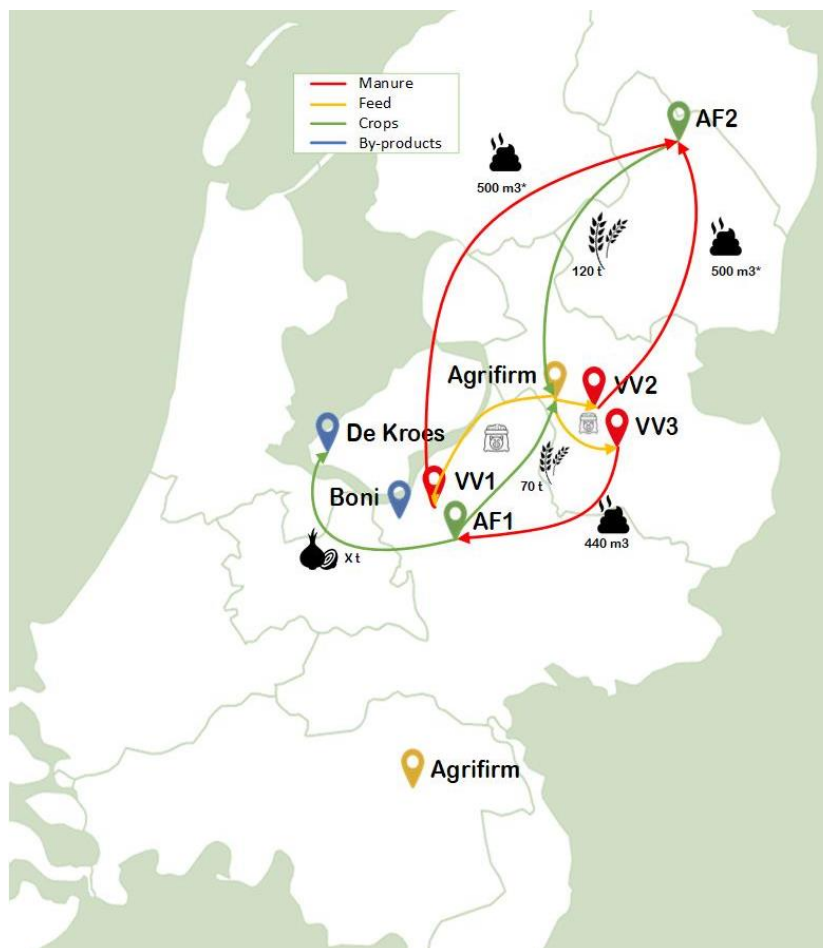 Manure
Feed
Crops
By-products
AF2
500 m3*
500 m3*
120 t
Agrifirm
VV2
De Kroes
VV3
VV1
70 t
Boni
AF1
440 m3
X t
Agrifirm